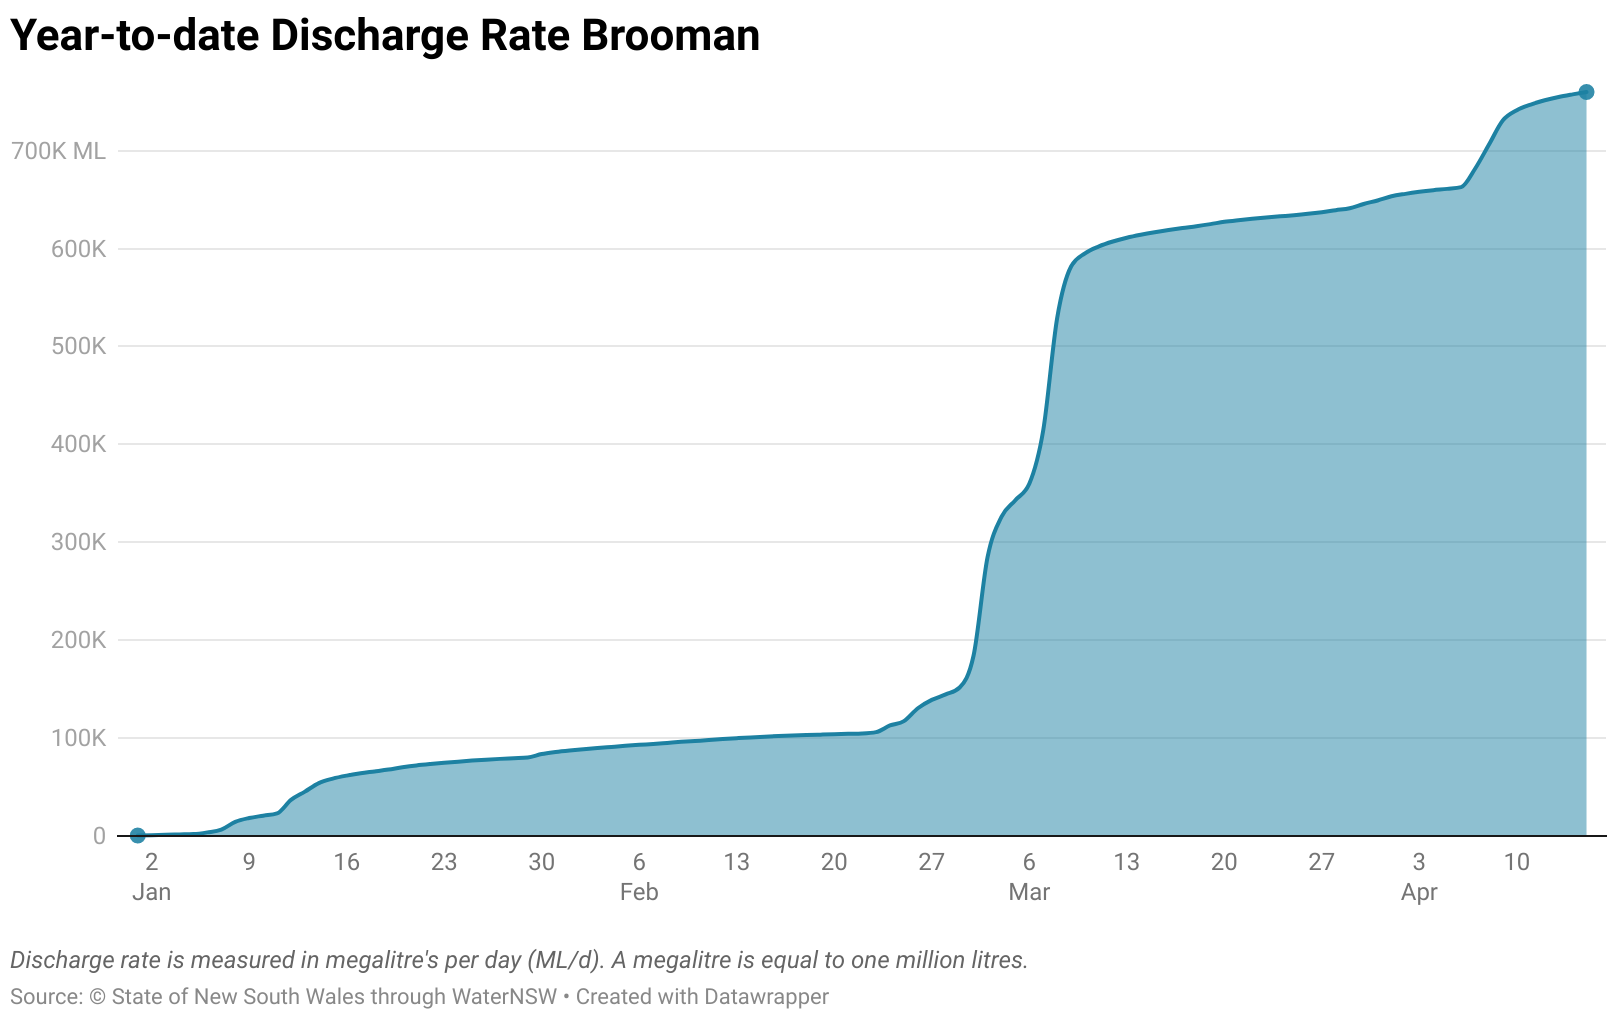 Year-to-date Discharge Rate Brooman
700K ML
600K
500K
400K
300K
200K
100K
0
2 9 16 23 30 6 13 20 27 6 13 20 27 3 10
Jan Feb Mar Apr
Discharge rate is measured in megalitre's per day (ML/d). A megalitre is equal to one million litres.
Source: © State of New South Wales through WaterNSW • Created with Datawrapper